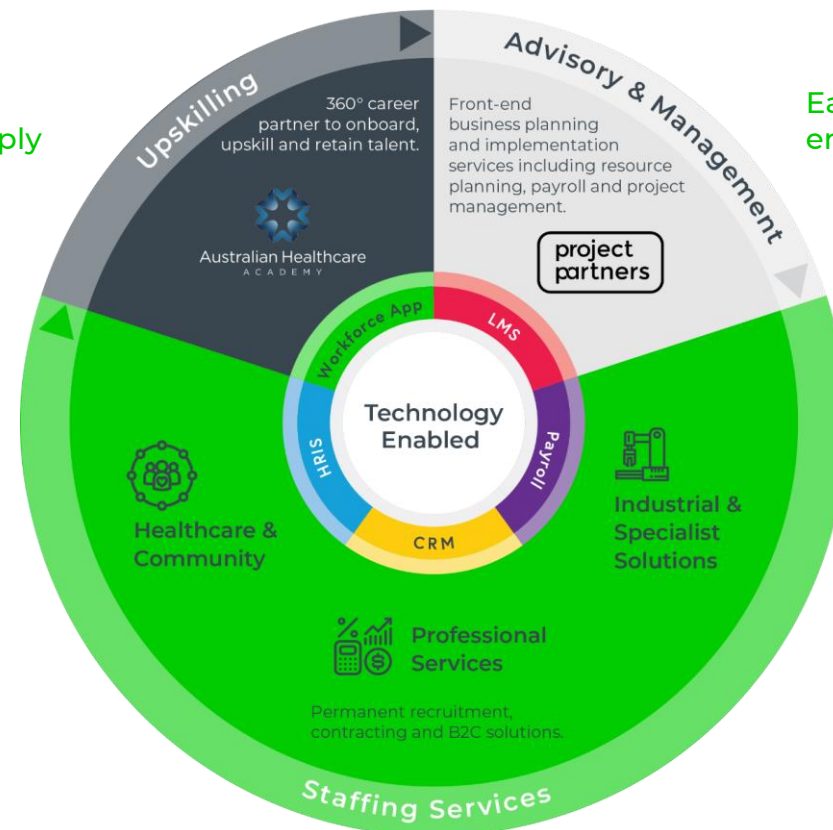 Upskilling
Advisory & Management
360° career
partner to onboard,
upskill and retain talent.
Australian Healthcare
ACADEMY
Front-end
business planning
and implementation
services including resource
planning, payroll and project
management.
project
partners
Workforce App
LMS
HRIS
Payroll
CRM
Technology
Enabled
Healthcare &
Community
Industrial &
Specialist
Solutions
Professional
Services
Permanent recruitment,
contracting and B2C solutions.
Staffing Services